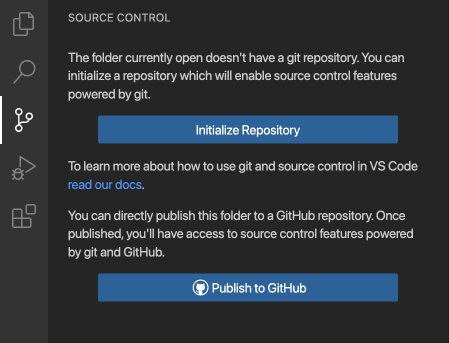 SOURCE CONTROL
The folder currently open doesn't have a git repository. You can
initialize a repository which will enable source control features
powered by git.
Initialize Repository
To learn more about how to use git and source control in VS Code
read our docs.
You can directly publish this folder to a GitHub repository. Once
published, you'll have access to source control features powered
by git and GitHub.
Publish to GitHub